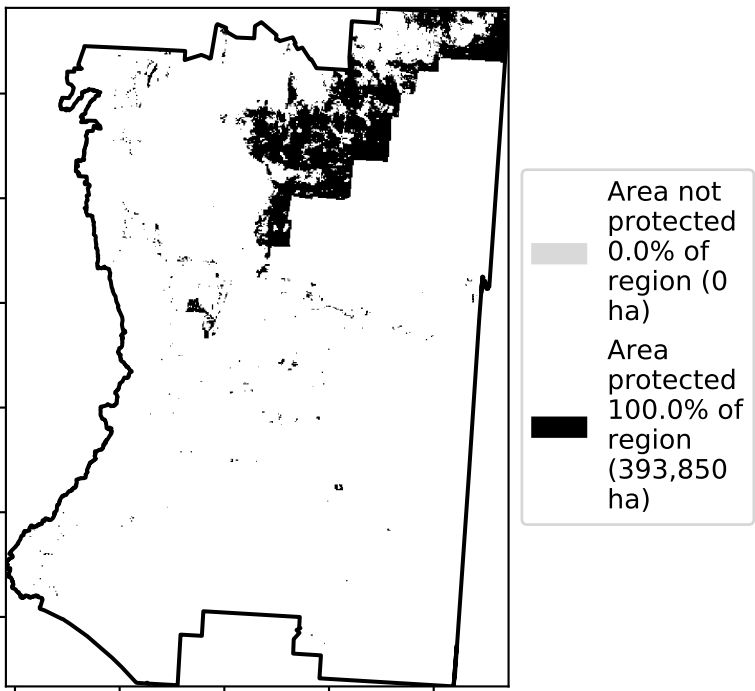 Area not
protected
0.0% of
region (0
ha)
Area
protected
100.0% of
region
(393,850
ha)